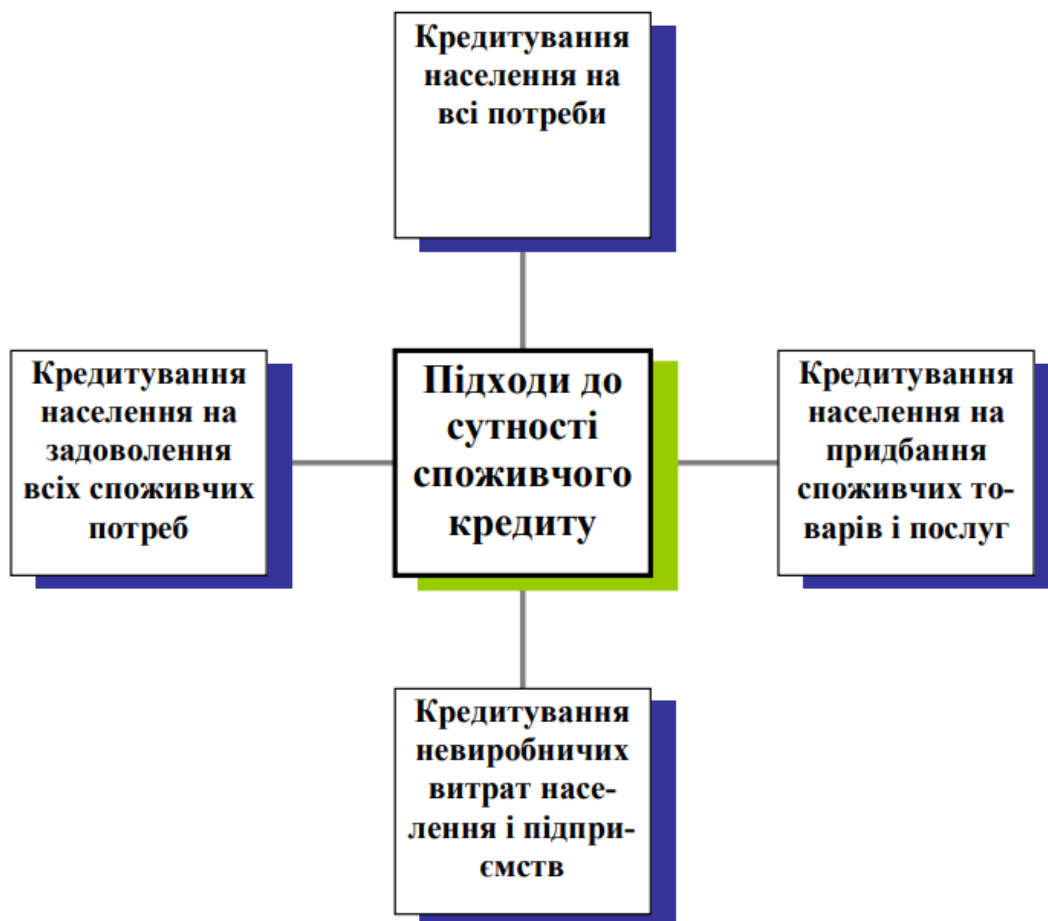 Кредитування
населення на
всі потреби
Кредитування
населення на
задоволення
всіх споживчих
потреб
Підходи до
сутності
споживчого
кредиту
Кредитування
населення на
придбання
споживчих то-
варів і послуг
Кредитування
невиробничих
витрат насе-
лення і підпри-
ємств